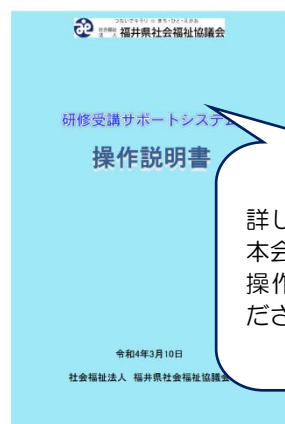 つないでキラリ☆まち・ひと・えがお
社会福祉法人 福井県社会福祉協議会
研修受講サポートシステム
操作説明書
詳し
本会
操作
ださ
令和4年3月10日
社会福祉法人 福井県社会福祉協議会